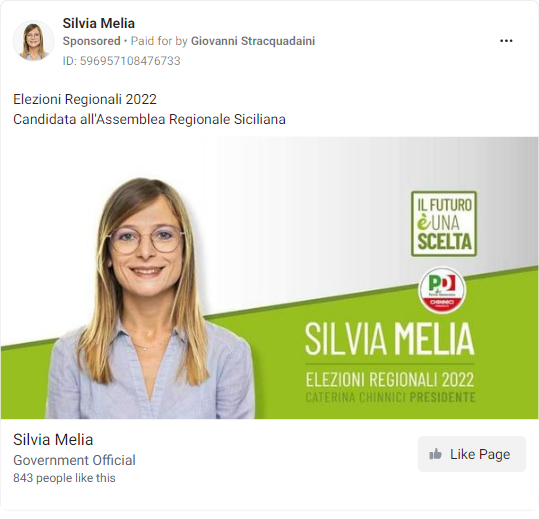 Silvia Melia
Sponsored • Paid for by Giovanni Stracquadaini
ID: 596957108476733
Elezioni Regionali 2022
Candidata all'Assemblea Regionale Siciliana
IL FUTURO
è UNA
SCELTA
PD
CHINNICI
SILVIA MELIA
ELEZIONI REGIONALI 2022
CATERINA CHINNICI PRESIDENTE
Silvia Melia
Government Official
843 people like this
Like Page